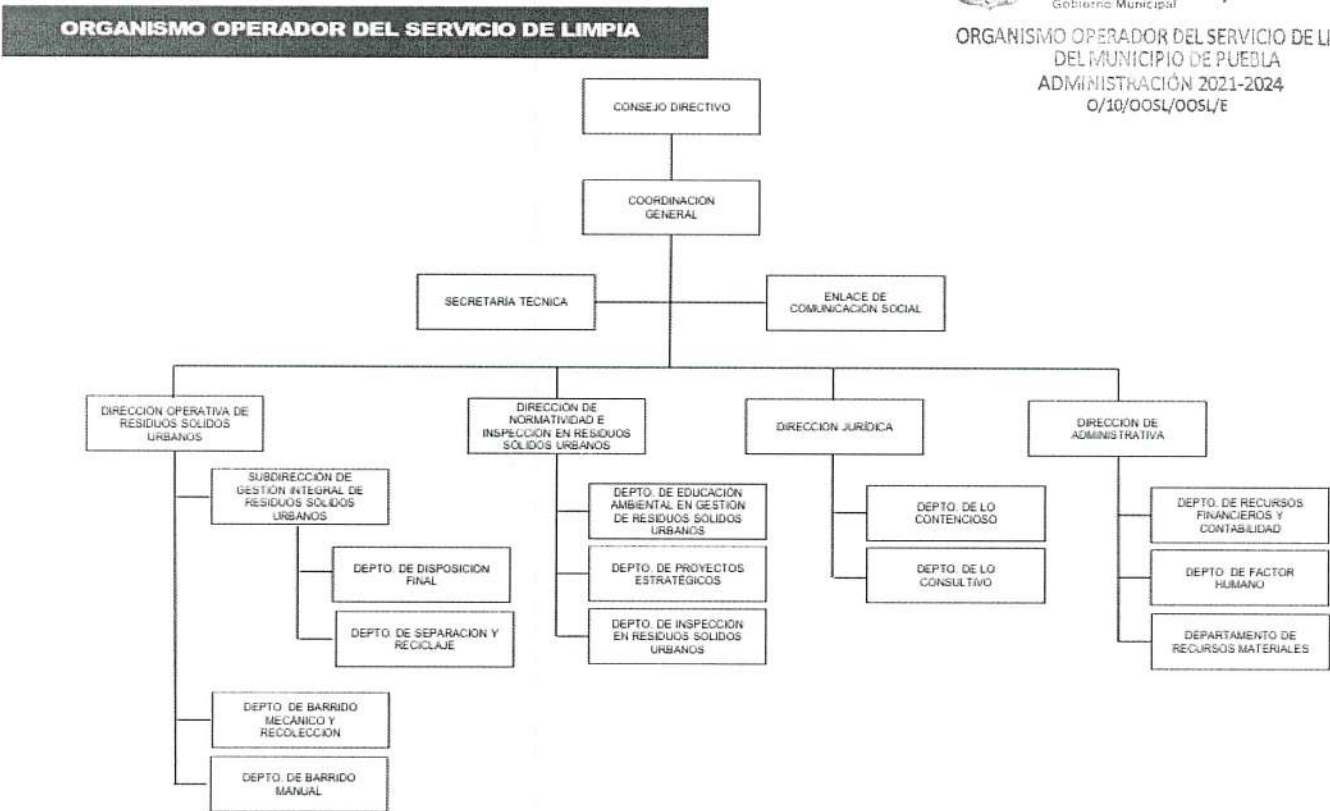 Gobierno Municipal
ORGANISMO OPERADOR DEL SERVICIO DE LIMPIA
ORGANISMO OPERADOR DEL SERVICIO DE LI
DEL MUNICIPIO DE PUEBLA
ADMINISTRACIÓN 2021-2024
O/10/OOSL/OOSL/E
CONSEJO DIRECTIVO
COORDINACION
GENERAL
SECRETARÍA TÉCNICA
ENLACE DE
COMUNICACIÓN SOCIAL
DIRECCIÓN OPERATIVA DE
RESIDUOS SÓLIDOS
URBANOS
DIRECCIÓN DE
NORMATIVIDAD E
INSPECCIÓN EN RESIDUOS
SÓLIDOS URBANOS
DIRECCIÓN JURÍDICA
DIRECCIÓN DE
ADMINISTRATIVA
SUBDIRECCIÓN DE
GESTIÓN INTEGRAL DE
RESIDUOS SÓLIDOS
URBANOS
DEPTO. DE DISPOSICIÓN
FINAL
DEPTO. DE SEPARACIÓN Y
RECICLAJE
DEPTO. DE BARRIDO
MECÁNICO Y
RECOLECCIÓN
DEPTO. DE BARRIDO
MANUAL
DEPTO. DE EDUCACIÓN
AMBIENTAL EN GESTIÓN
DE RESIDUOS SÓLIDOS
URBANOS
DEPTO. DE PROYECTOS
ESTRATÉGICOS
DEPTO. DE INSPECCIÓN
EN RESIDUOS SÓLIDOS
URBANOS
DEPTO. DE LO
CONTENCIOSO
DEPTO. DE LO
CONSULTIVO
DEPTO. DE RECURSOS
FINANCIEROS Y
CONTABILIDAD
DEPTO. DE FACTOR
HUMANO
DEPARTAMENTO DE
RECURSOS MATERIALES